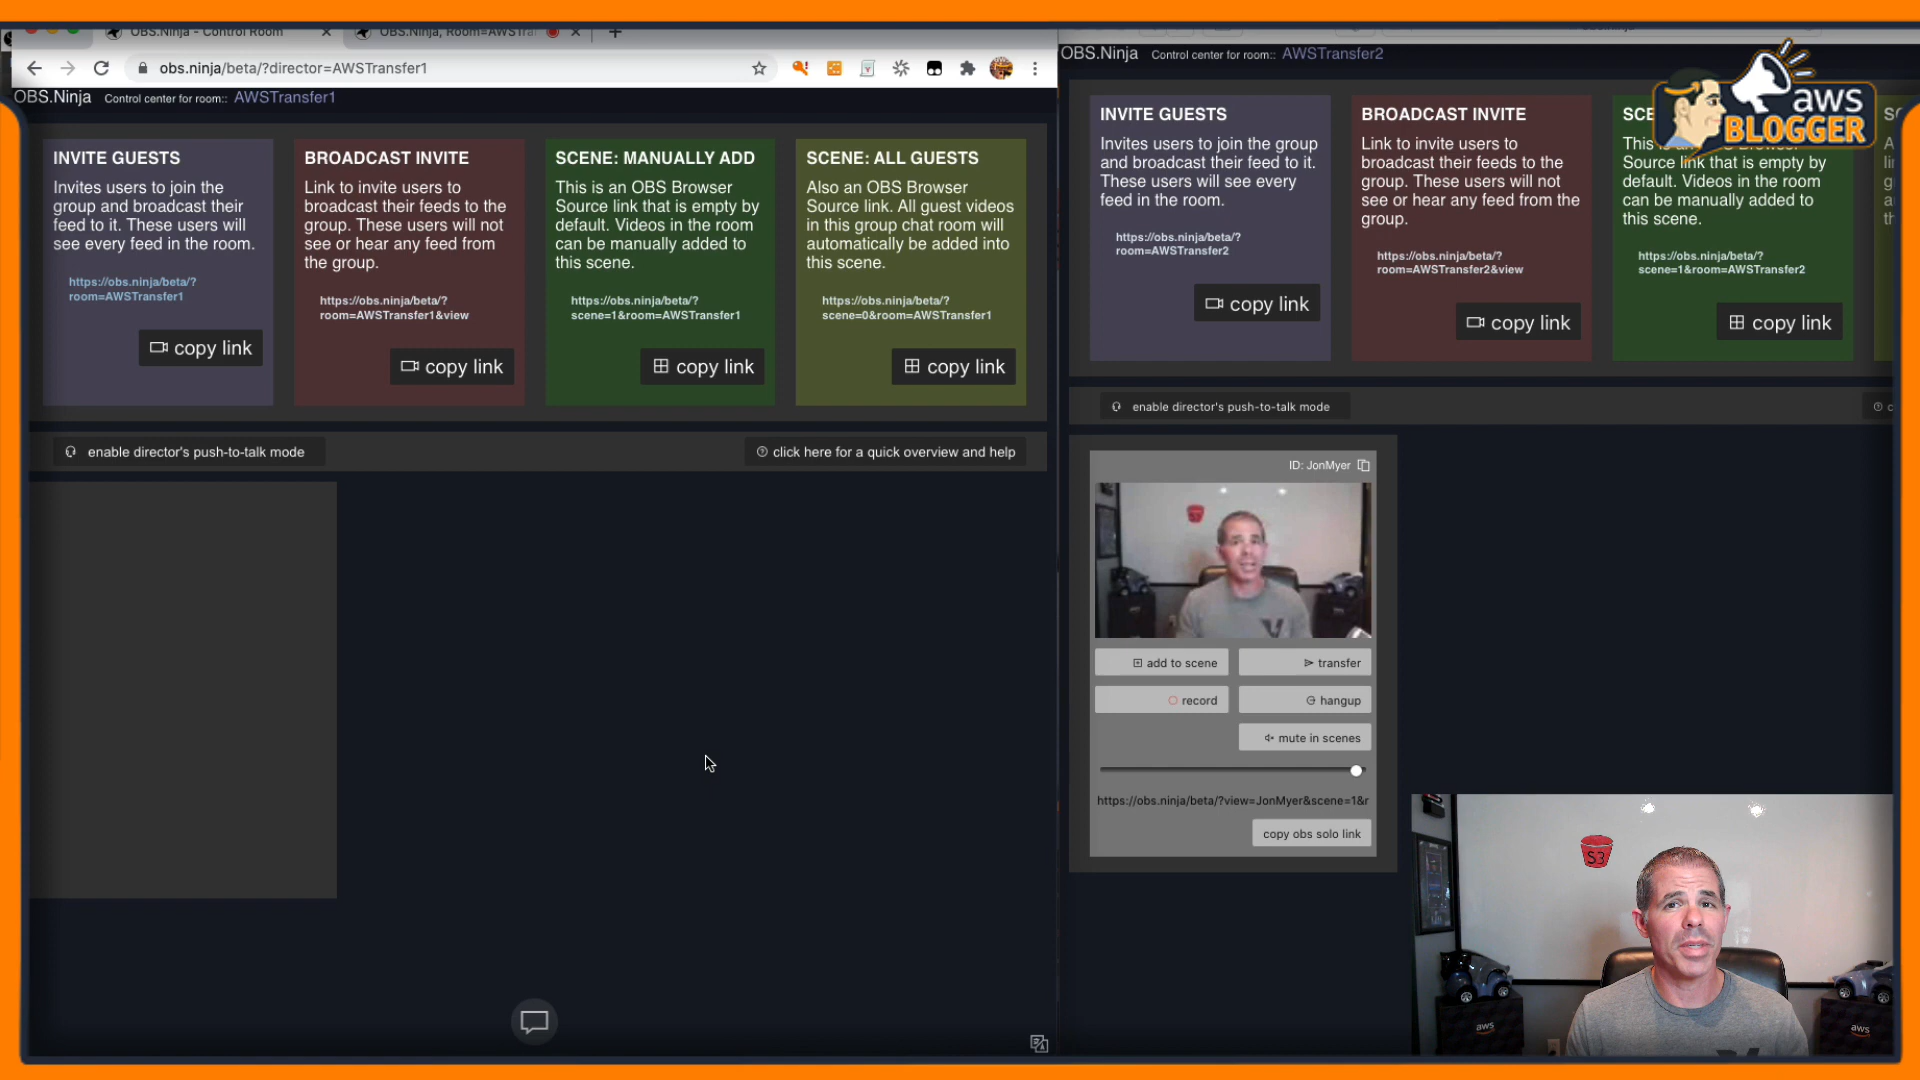 OBS.Ninja - Control Room
OBS.Ninja, Room=AWSTra
obs.ninja/beta/?director=AWSTransfer1
OBS.Ninja Control center for room:: AWSTransfer1
INVITE GUESTS
Invites users to join the
group and broadcast their
feed to it. These users will
see every feed in the room.
https://obs.ninja/beta/?
room=AWSTransfer1
copy link
BROADCAST INVITE
Link to invite users to
broadcast their feeds to the
group. These users will not
see or hear any feed from
the group.
https://obs.ninja/beta/?
room=AWSTransfer1&view
copy link
SCENE: MANUALLY ADD
This is an OBS Browser
Source link that is empty by
default. Videos in the room
can be manually added to
this scene.
https://obs.ninja/beta/?
scene=1&room=AWSTransfer1
copy link
SCENE: ALL GUESTS
Also an OBS Browser
Source link. All guest videos
in this group chat room will
automatically be added into
this scene.
https://obs.ninja/beta/?
scene=0&room=AWSTransfer1
copy link
enable director's push-to-talk mode
click here for a quick overview and help
OBS.Ninja Control center for room:: AWSTransfer2
INVITE GUESTS
Invites users to join the group
and broadcast their feed to it.
These users will see every
feed in the room.
https://obs.ninja/beta/?
room=AWSTransfer2
copy link
BROADCAST INVITE
Link to invite users to
broadcast their feeds to the
group. These users will not
see or hear any feed from the
group.
https://obs.ninja/beta/?
room=AWSTransfer2&view
copy link
SCE
Source link that is empty by
default. Videos in the room
can be manually added to
this scene.
https://obs.ninja/beta/?
scene=1&room=AWSTransfer2
copy link
enable director's push-to-talk mode
ID: JonMyer
add to scene
transfer
record
hangup
mute in scenes
https://obs.ninja/beta/?view=JonMyer&scene=1&r
copy obs solo link
aws
BLOGGER
S3
aws
aws